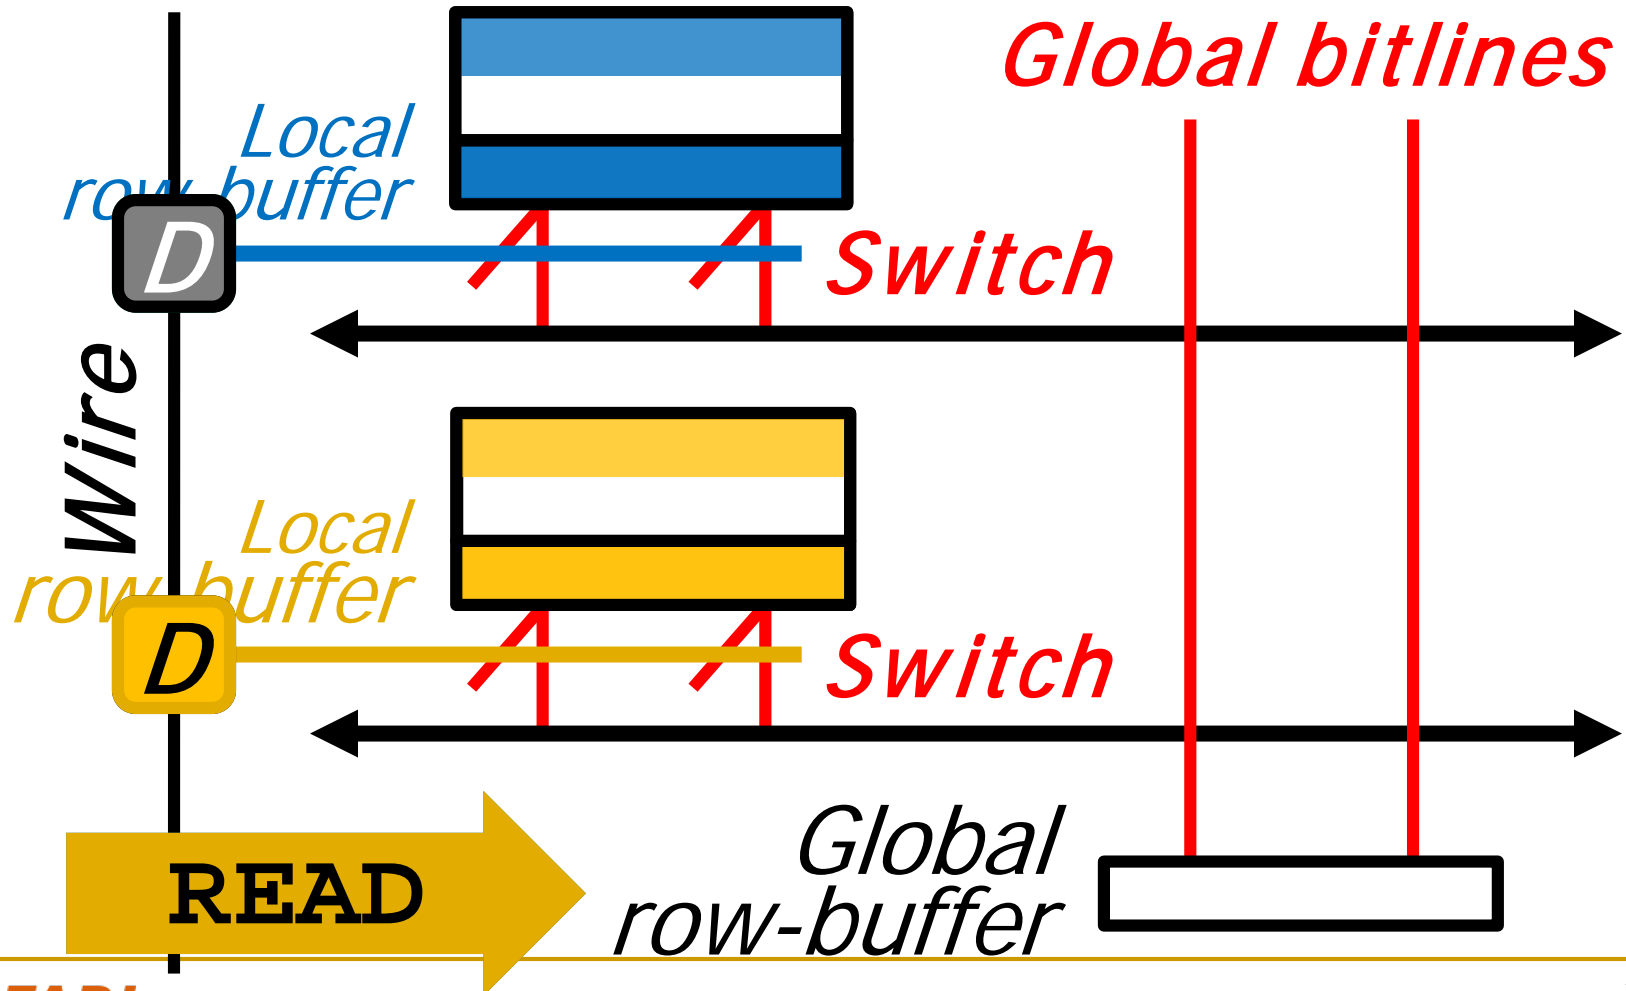 Global bitlines
Local
row-buffer
D
Switch
Wire
Local
row-buffer
D
Switch
READ
Global
row-buffer